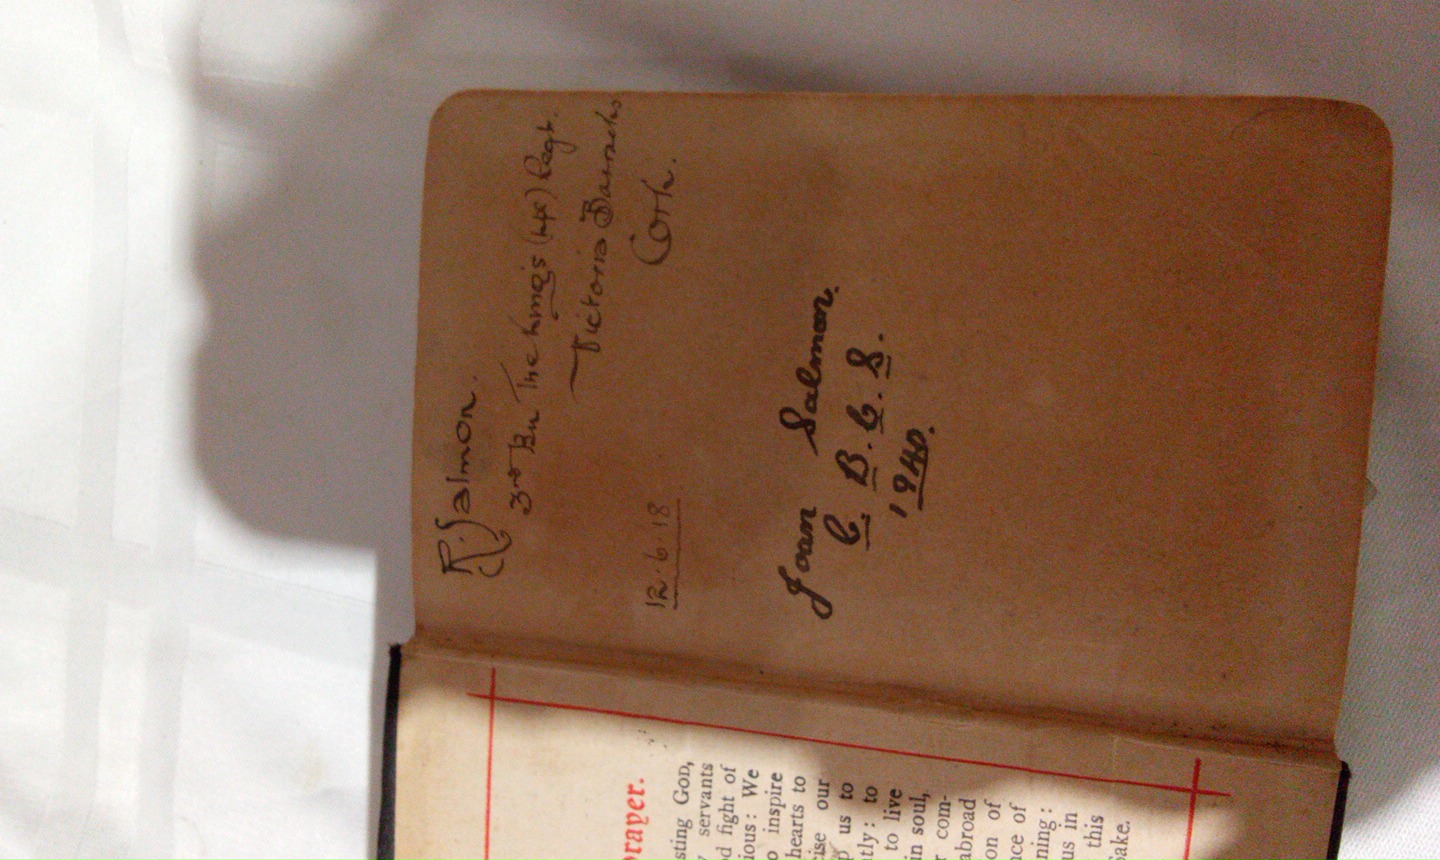 prayer.
sting GOD,
servants
d fight of
ious: We
o inspire
hearts to
ise our
p us to
tly: to
to live
in soul,
r com-
abroad
on of
nce of
ning:
us in
this
sake.
R. Salmon.
3rd Bn The King's Regt.
Victoria Barracks
Cork.
12.6.18
Joan Salmon.
C. B. C. S.
1940.